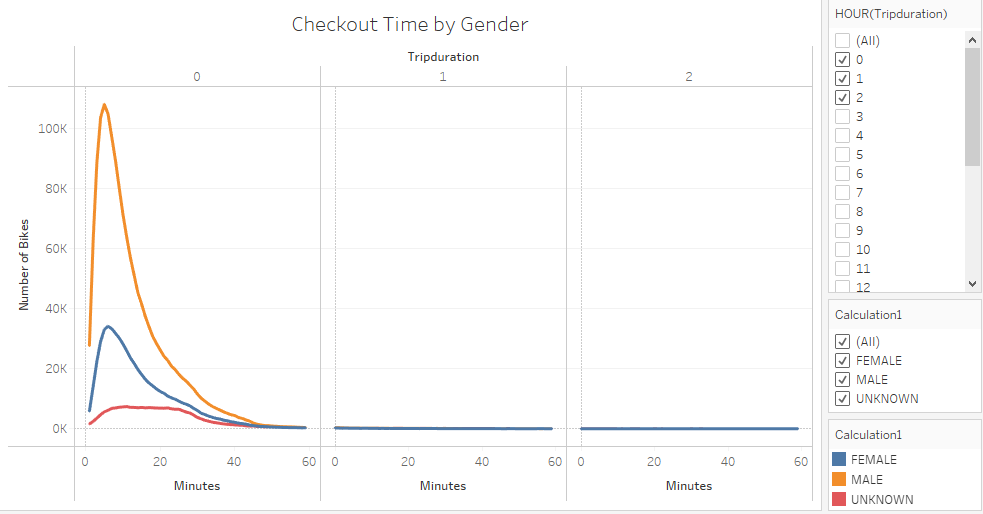 Checkout Time by Gender
Tripduration
0 1 2
100K
80K
60K
40K
20K
0K
Number of Bikes
0 20 40 60 0 20 40 60 0 20 40 60
Minutes Minutes Minutes
HOUR(Tripduration)
(All)
0
1
2
3
4
5
6
7
8
9
10
11
12
Calculation1
(All)
FEMALE
MALE
UNKNOWN
Calculation1
FEMALE
MALE
UNKNOWN